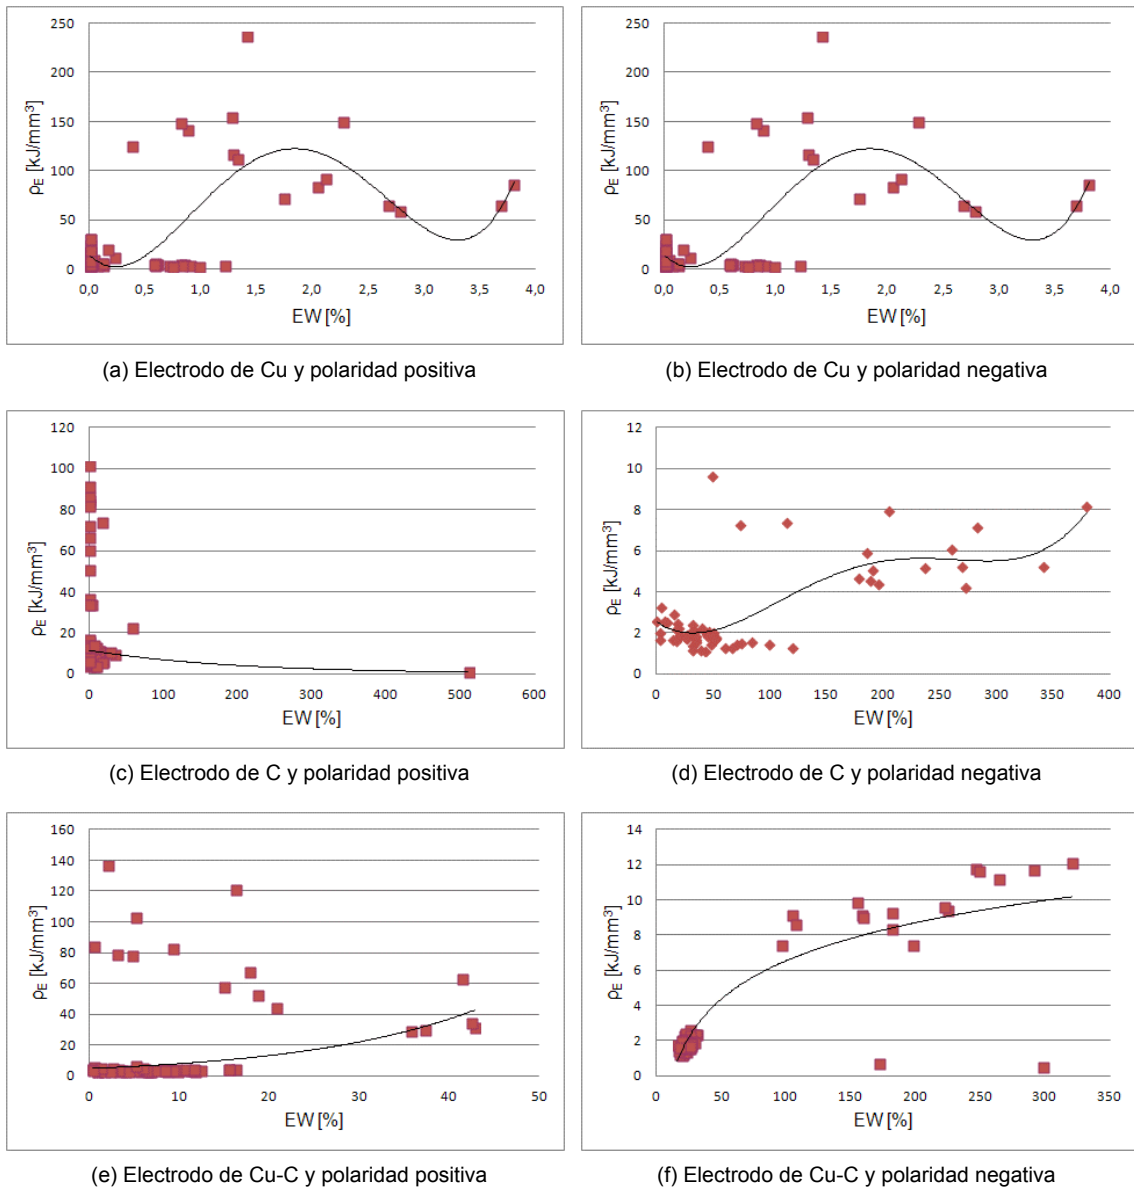 250
200
150
100
50
0
ρE [kJ/mm³]
0,0 0,5 1,0 1,5 2,0 2,5 3,0 3,5 4,0
EW [%]
(a) Electrodo de Cu y polaridad positiva
250
200
150
100
50
0
ρE [kJ/mm³]
0,0 0,5 1,0 1,5 2,0 2,5 3,0 3,5 4,0
EW [%]
(b) Electrodo de Cu y polaridad negativa
120
100
80
60
40
20
0
ρE [kJ/mm³]
0 100 200 300 400 500 600
EW [%]
(c) Electrodo de C y polaridad positiva
12
10
8
6
4
2
0
ρE [kJ/mm³]
0 50 100 150 200 250 300 350 400
EW [%]
(d) Electrodo de C y polaridad negativa
160
140
120
100
80
60
40
20
0
ρE [kJ/mm³]
0 10 20 30 40 50
EW [%]
(e) Electrodo de Cu-C y polaridad positiva
14
12
10
8
6
4
2
0
ρE [kJ/mm³]
0 50 100 150 200 250 300 350
EW [%]
(f) Electrodo de Cu-C y polaridad negativa